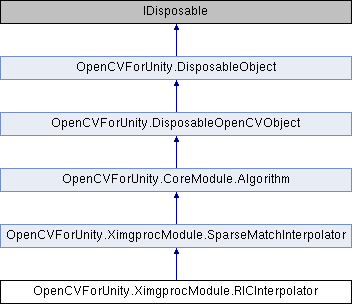 IDisposable
OpenCVForUnity.DisposableObject
OpenCVForUnity.DisposableOpenCVObject
OpenCVForUnity.CoreModule.Algorithm
OpenCVForUnity.XimgprocModule.SparseMatchInterpolator
OpenCVForUnity.XimgprocModule.RICInterpolator